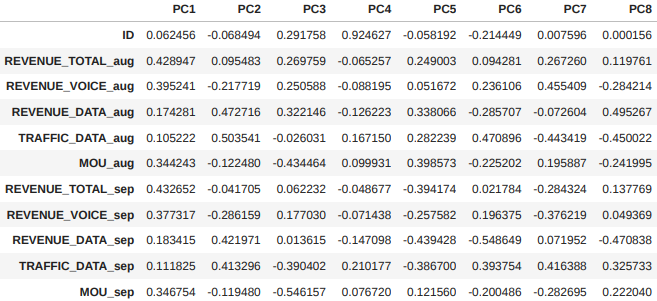 PC1 PC2 PC3 PC4 PC5 PC6 PC7 PC8
ID 0.062456 -0.068494 0.291758 0.924627 -0.058192 -0.214449 0.007596 0.000156
REVENUE_TOTAL_aug 0.428947 0.095483 0.269759 -0.065257 0.249003 0.094281 0.267260 0.119761
REVENUE_VOICE_aug 0.395241 -0.217719 0.250588 -0.088195 0.051672 0.236106 0.455409 -0.284214
REVENUE_DATA_aug 0.174281 0.472716 0.322146 -0.126223 0.338066 -0.285707 -0.072604 0.495267
TRAFFIC_DATA_aug 0.105222 0.503541 -0.026031 0.167150 0.282239 0.470896 -0.443419 -0.450022
MOU_aug 0.344243 -0.122480 -0.434464 0.099931 0.398573 -0.225202 0.195887 -0.241995
REVENUE_TOTAL_sep 0.432652 -0.041705 0.062232 -0.048677 -0.394174 0.021784 -0.284324 0.137769
REVENUE_VOICE_sep 0.377317 -0.286159 0.177030 -0.071438 -0.257582 0.196375 -0.376219 0.049369
REVENUE_DATA_sep 0.183415 0.421971 0.013615 -0.147098 -0.439428 -0.548649 0.071952 -0.470838
TRAFFIC_DATA_sep 0.111825 0.413296 -0.390402 0.210177 -0.386700 0.393754 0.416388 0.325733
MOU_sep 0.346754 -0.119480 -0.546157 0.076720 0.121560 -0.200486 -0.282695 0.222040